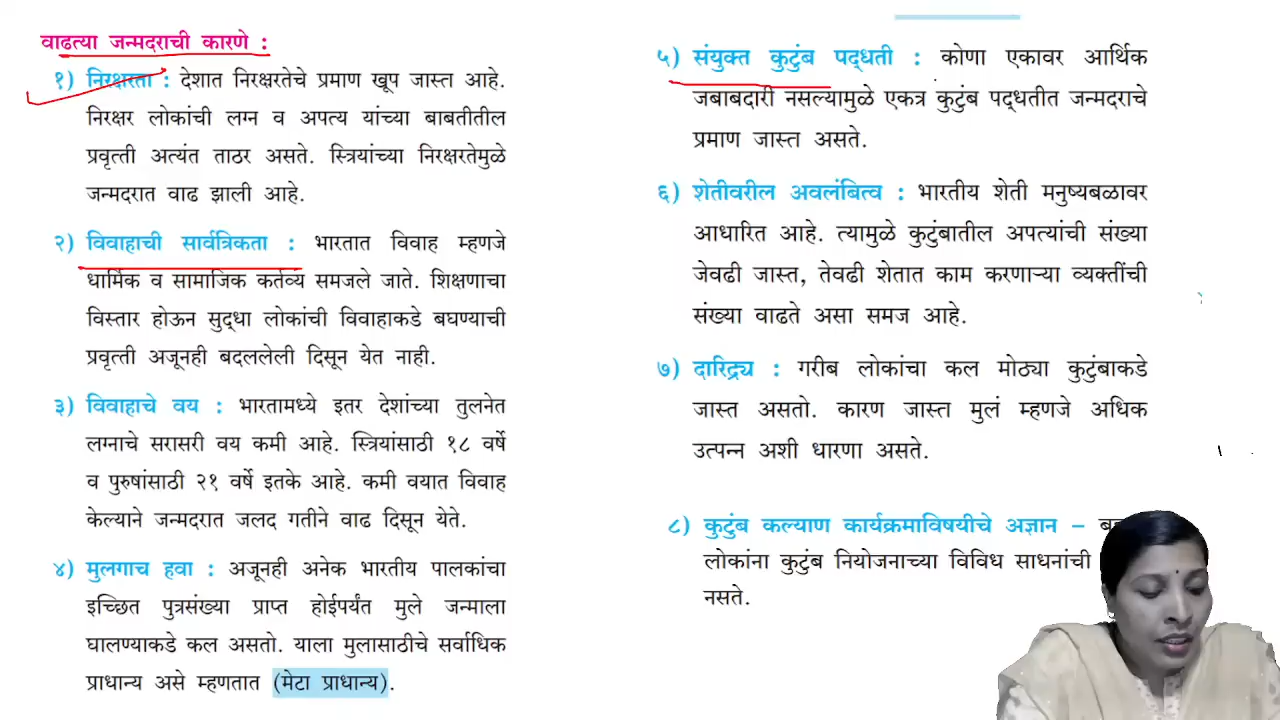 वाढत्या जन्मदराची कारणे :
१) निरक्षरता : देशात निरक्षरतेचे प्रमाण खूप जास्त आहे.
निरक्षर लोकांची लग्न व अपत्य यांच्या बाबतीतील
प्रवृत्ती अत्यंत ताठर असते. स्त्रियांच्या निरक्षरतेमुळे
जन्मदरात वाढ झाली आहे.
२) विवाहाची सार्वत्रिकता : भारतात विवाह म्हणजे
धार्मिक व सामाजिक कर्तव्य समजले जाते. शिक्षणाचा
विस्तार होऊन सुद्धा लोकांची विवाहाकडे बघण्याची
प्रवृत्ती अजूनही बदललेली दिसून येत नाही.
३) विवाहाचे वय : भारतामध्ये इतर देशांच्या तुलनेत
लग्नाचे सरासरी वय कमी आहे. स्त्रियांसाठी १८ वर्षे
व पुरुषांसाठी २१ वर्षे इतके आहे. कमी वयात विवाह
केल्याने जन्मदरात जलद गतीने वाढ दिसून येते.
४) मुलगाच हवा : अजूनही अनेक भारतीय पालकांचा
इच्छित पुत्रसंख्या प्राप्त होईपर्यंत मुले जन्माला
घालण्याकडे कल असतो. याला मुलासाठीचे सर्वाधिक
प्राधान्य असे म्हणतात (मेटा प्राधान्य).
५) संयुक्त कुटुंब पद्धती : कोणा एकावर आर्थिक
जबाबदारी नसल्यामुळे एकत्र कुटुंब पद्धतीत जन्मदराचे
प्रमाण जास्त असते.
६) शेतीवरील अवलंबित्व : भारतीय शेती मनुष्यबळावर
आधारित आहे. त्यामुळे कुटुंबातील अपत्यांची संख्या
जेवढी जास्त, तेवढी शेतात काम करणाऱ्या व्यक्तींची
संख्या वाढते असा समज आहे.
७) दारिद्र्य : गरीब लोकांचा कल मोठ्या कुटुंबाकडे
जास्त असतो. कारण जास्त मुलं म्हणजे अधिक
उत्पन्न अशी धारणा असते.
८) कुटुंब कल्याण कार्यक्रमाविषयीचे अज्ञान –
लोकांना कुटुंब नियोजनाच्या विविध साधनांची
नसते.